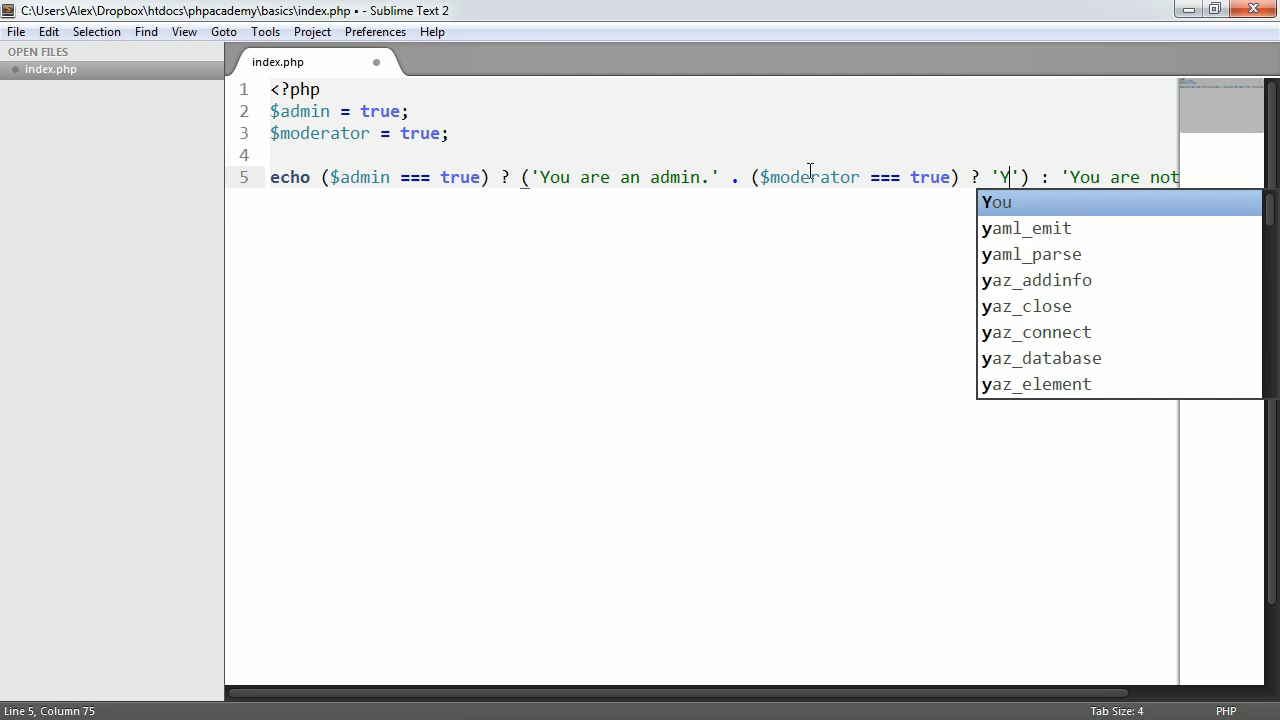 C:\Users\Alex\Dropbox\htdocs\phpacademy\basics\index.php • - Sublime Text 2
File Edit Selection Find View Goto Tools Project Preferences Help
OPEN FILES
index.php
index.php
1 <?php
2 $admin = true;
3 $moderator = true;
4
5 echo ($admin === true) ? ('You are an admin.' . ($moderator === true) ? 'Y') : 'You are not
You
yaml_emit
yaml_parse
yaz_addinfo
yaz_close
yaz_connect
yaz_database
yaz_element
Line 5, Column 75
Tab Size: 4
PHP